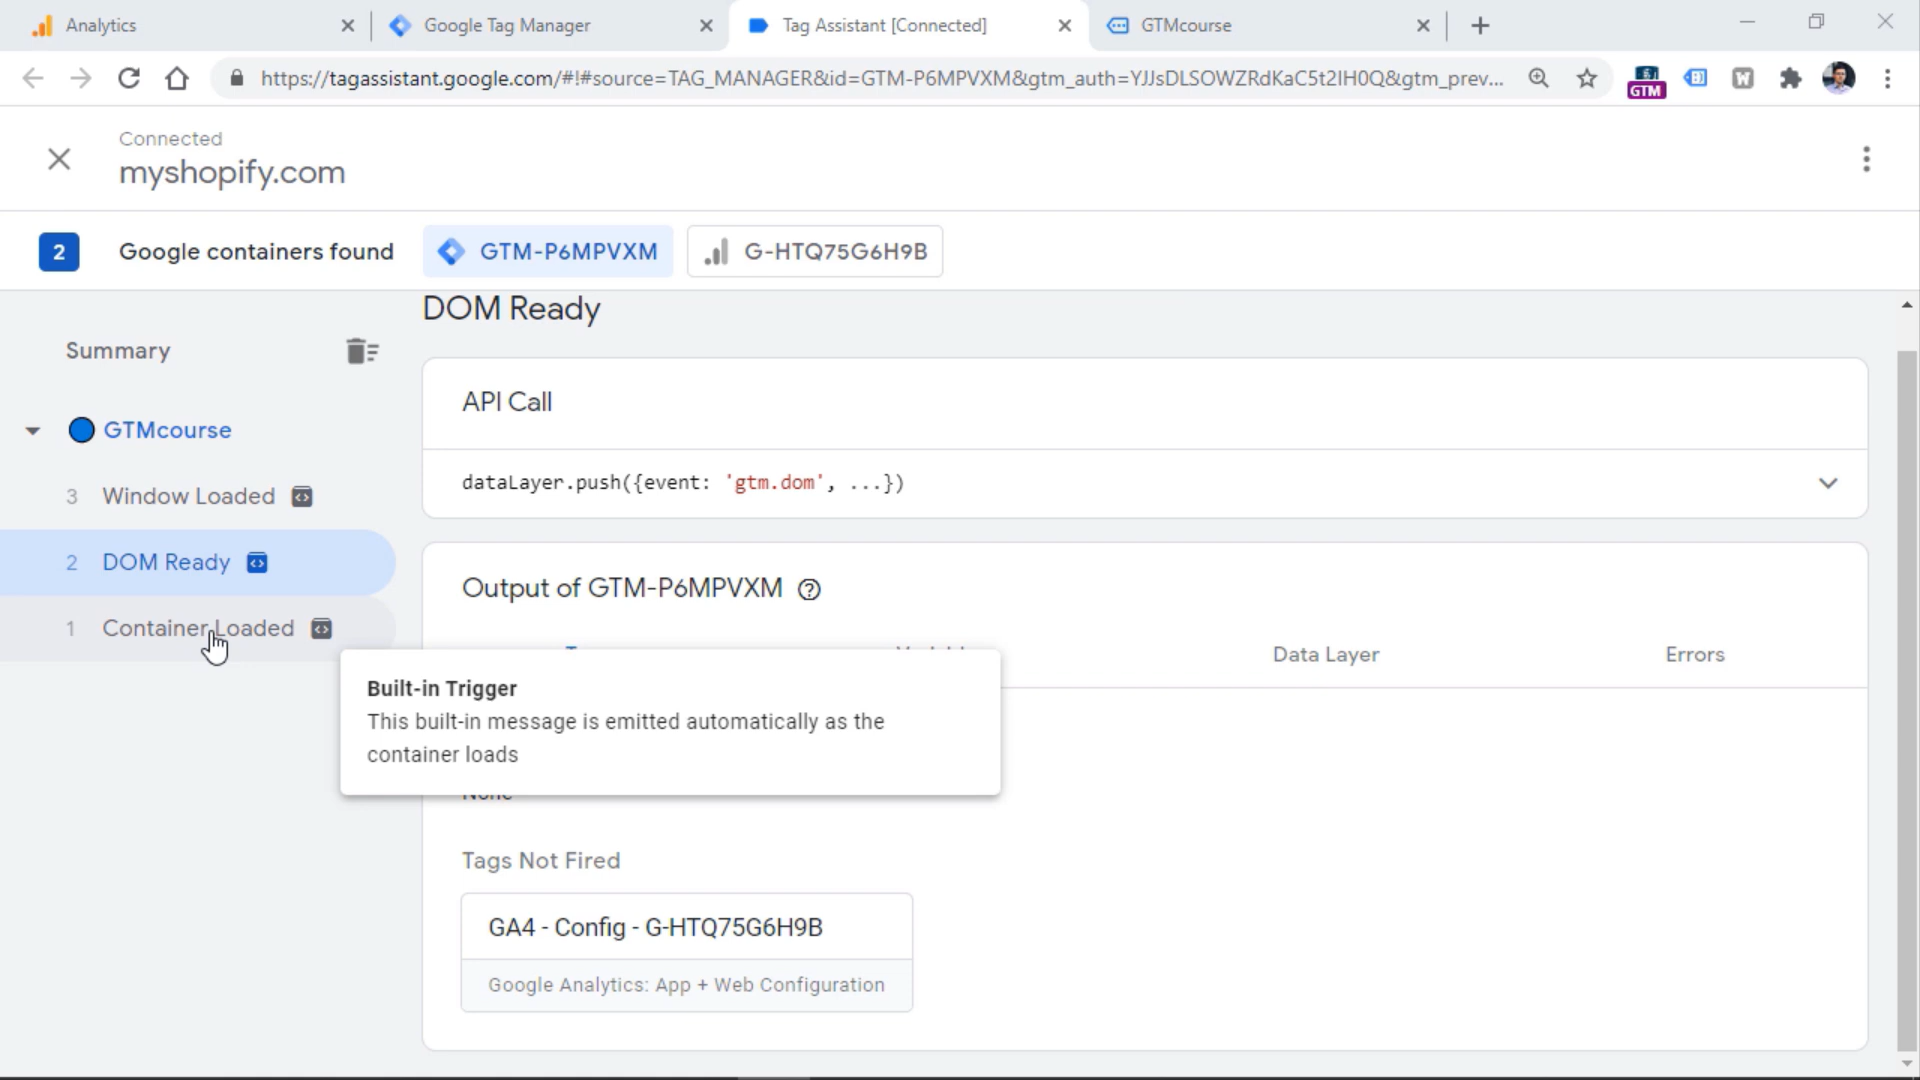 Analytics
Google Tag Manager
Tag Assistant [Connected]
GTMcourse
https://tagassistant.google.com/#!#source=TAG_MANAGER&id=GTM-P6MPVXM&gtm_auth=YJJsDLSOWZRdKaC5t2IH0Q&gtm_prev...
GTM
W
Connected
myshopify.com
2 Google containers found GTM-P6MPVXM G-HTQ75G6H9B
DOM Ready
Summary
API Call
GTMcourse
dataLayer.push({event: 'gtm.dom', ...})
3 Window Loaded
2 DOM Ready
Output of GTM-P6MPVXM
1 Container Loaded
Data Layer
Errors
Built-in Trigger
This built-in message is emitted automatically as the
container loads
None
Tags Not Fired
GA4 - Config - G-HTQ75G6H9B
Google Analytics: App + Web Configuration